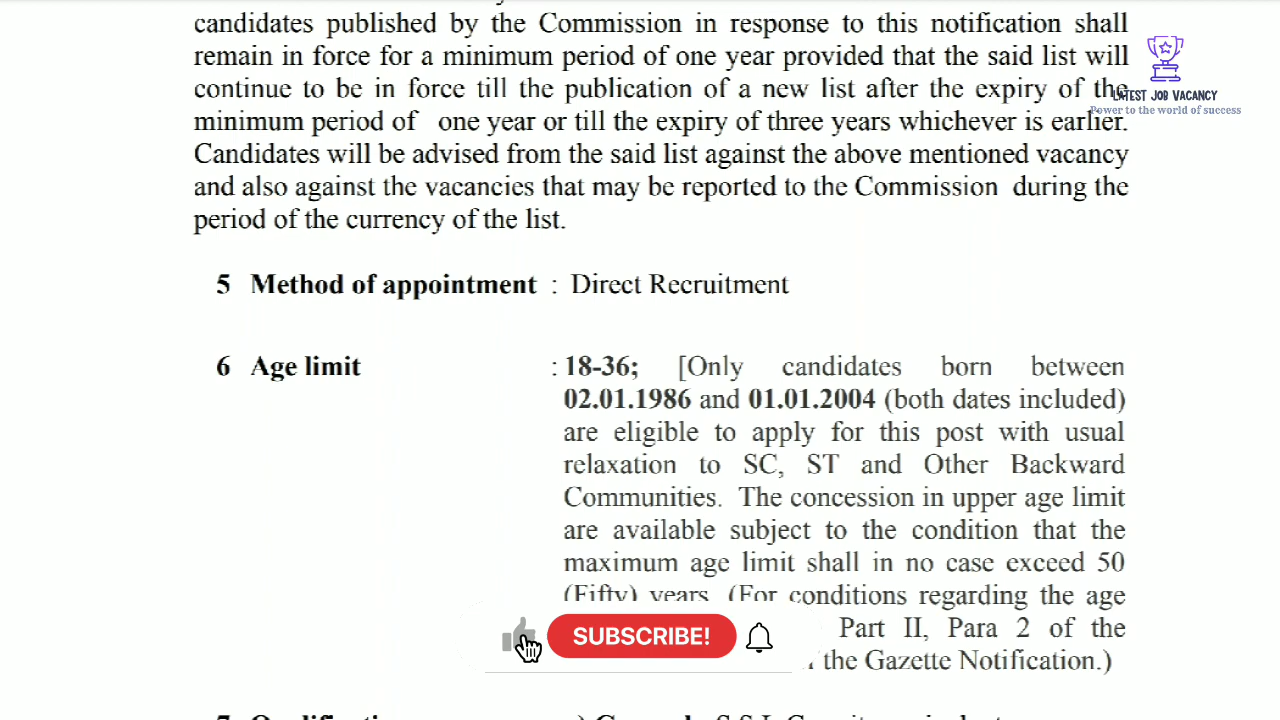 candidates published by the Commission in response to this notification shall
remain in force for a minimum period of one year provided that the said list will
continue to be in force till the publication of a new list after the expiry of the
minimum period of one year or till the expiry of three years whichever is earlier.
Candidates will be advised from the said list against the above mentioned vacancy
and also against the vacancies that may be reported to the Commission during the
period of the currency of the list.
LATEST JOB VACANCY
Power to the world of success
5 Method of appointment : Direct Recruitment
6 Age limit : 18-36; [Only candidates born between
02.01.1986 and 01.01.2004 (both dates included)
are eligible to apply for this post with usual
relaxation to SC, ST and Other Backward
Communities. The concession in upper age limit
are available subject to the condition that the
maximum age limit shall in no case exceed 50
(Fifty) years. (For conditions regarding the age
Part II, Para 2 of the
the Gazette Notification.)
SUBSCRIBE!